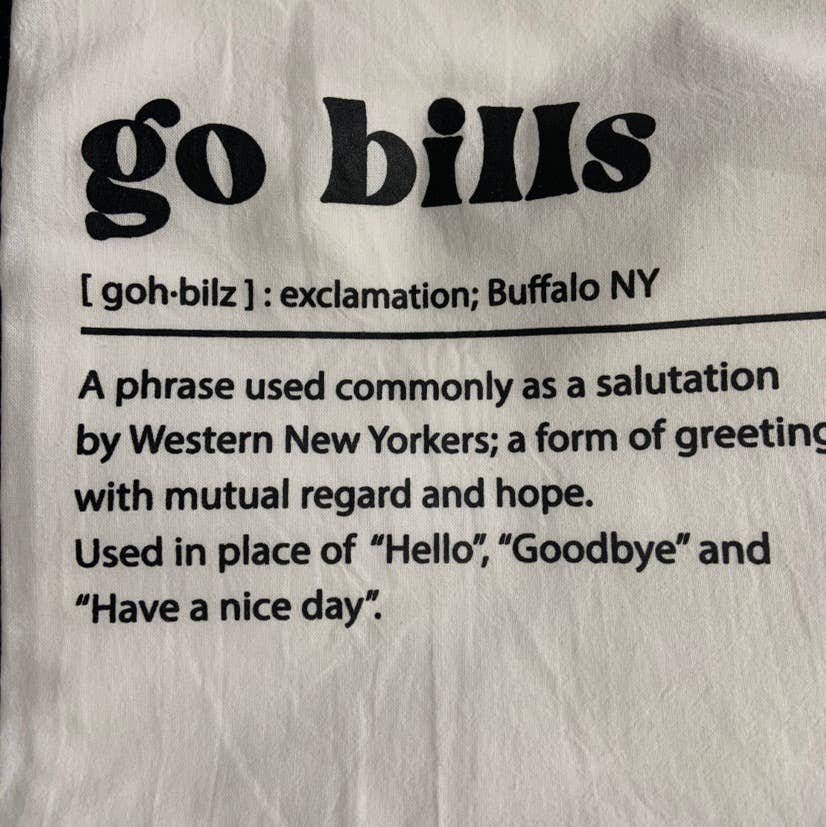 go bills
[ goh·bilz ] : exclamation; Buffalo NY
A phrase used commonly as a salutation
by Western New Yorkers; a form of greeting
with mutual regard and hope.
Used in place of “Hello”, “Goodbye” and
“Have a nice day”.